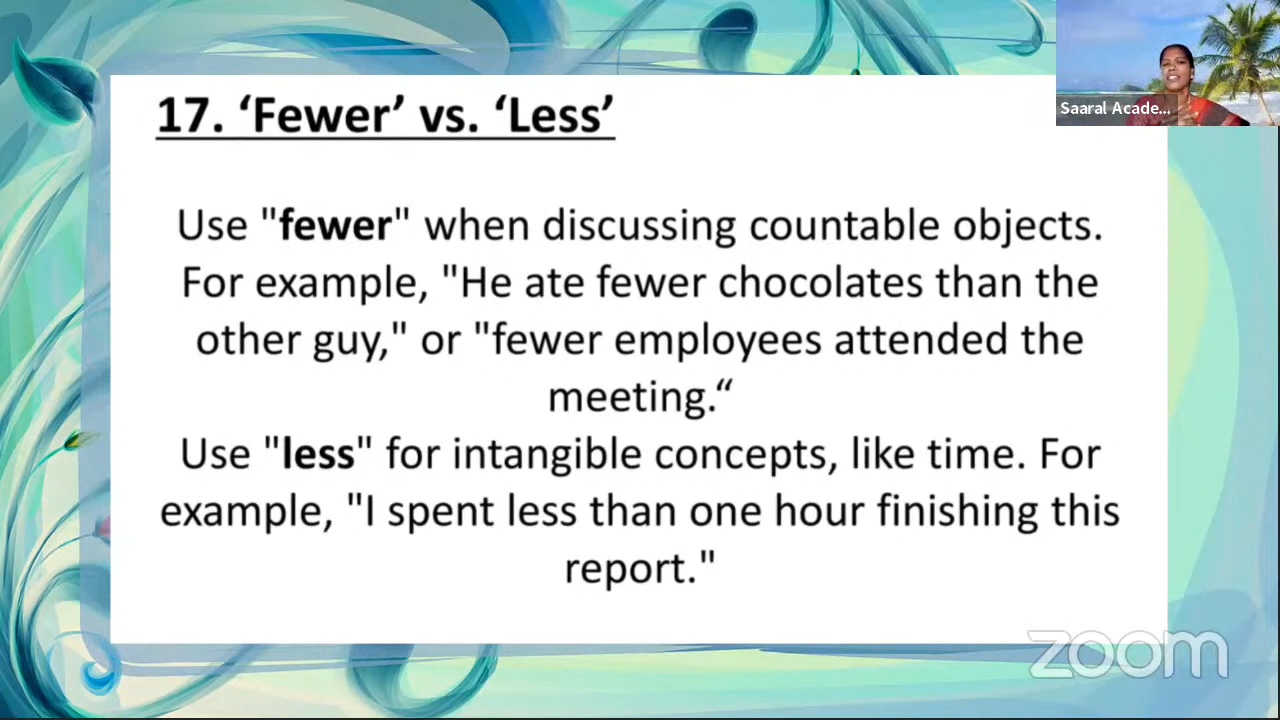 17. ‘Fewer’ vs. ‘Less’
Saaral Acade...
Use "fewer" when discussing countable objects.
For example, "He ate fewer chocolates than the
other guy," or "fewer employees attended the
meeting.“
Use "less" for intangible concepts, like time. For
example, "I spent less than one hour finishing this
report."
zoom